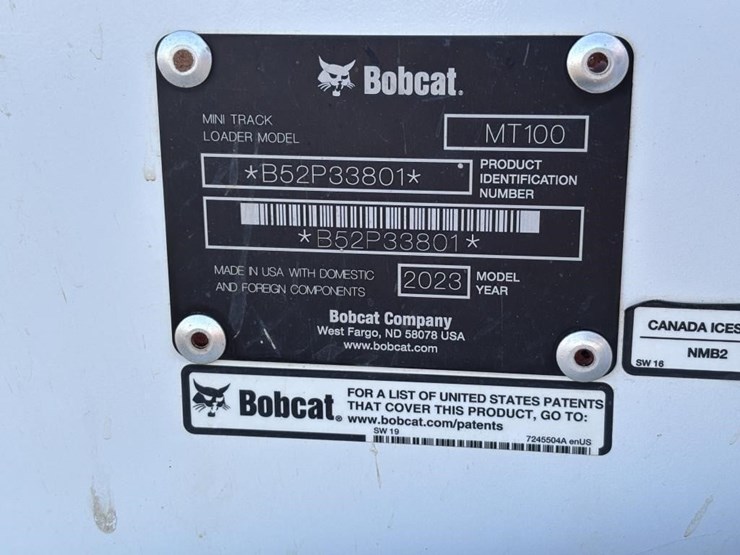 Bobcat.
MINI TRACK
LOADER MODEL
MT100
*B52P33801*
PRODUCT
IDENTIFICATION
NUMBER
*B52P33801*
MADE IN USA WITH DOMESTIC
AND FOREIGN COMPONENTS
2023
MODEL
YEAR
Bobcat Company
West Fargo, ND 58078 USA
www.bobcat.com
CANADA ICES
NMB2
SW 16
Bobcat®
FOR A LIST OF UNITED STATES PATENTS
THAT COVER THIS PRODUCT, GO TO:
www.bobcat.com/patents
SW 19
7245504A enUS